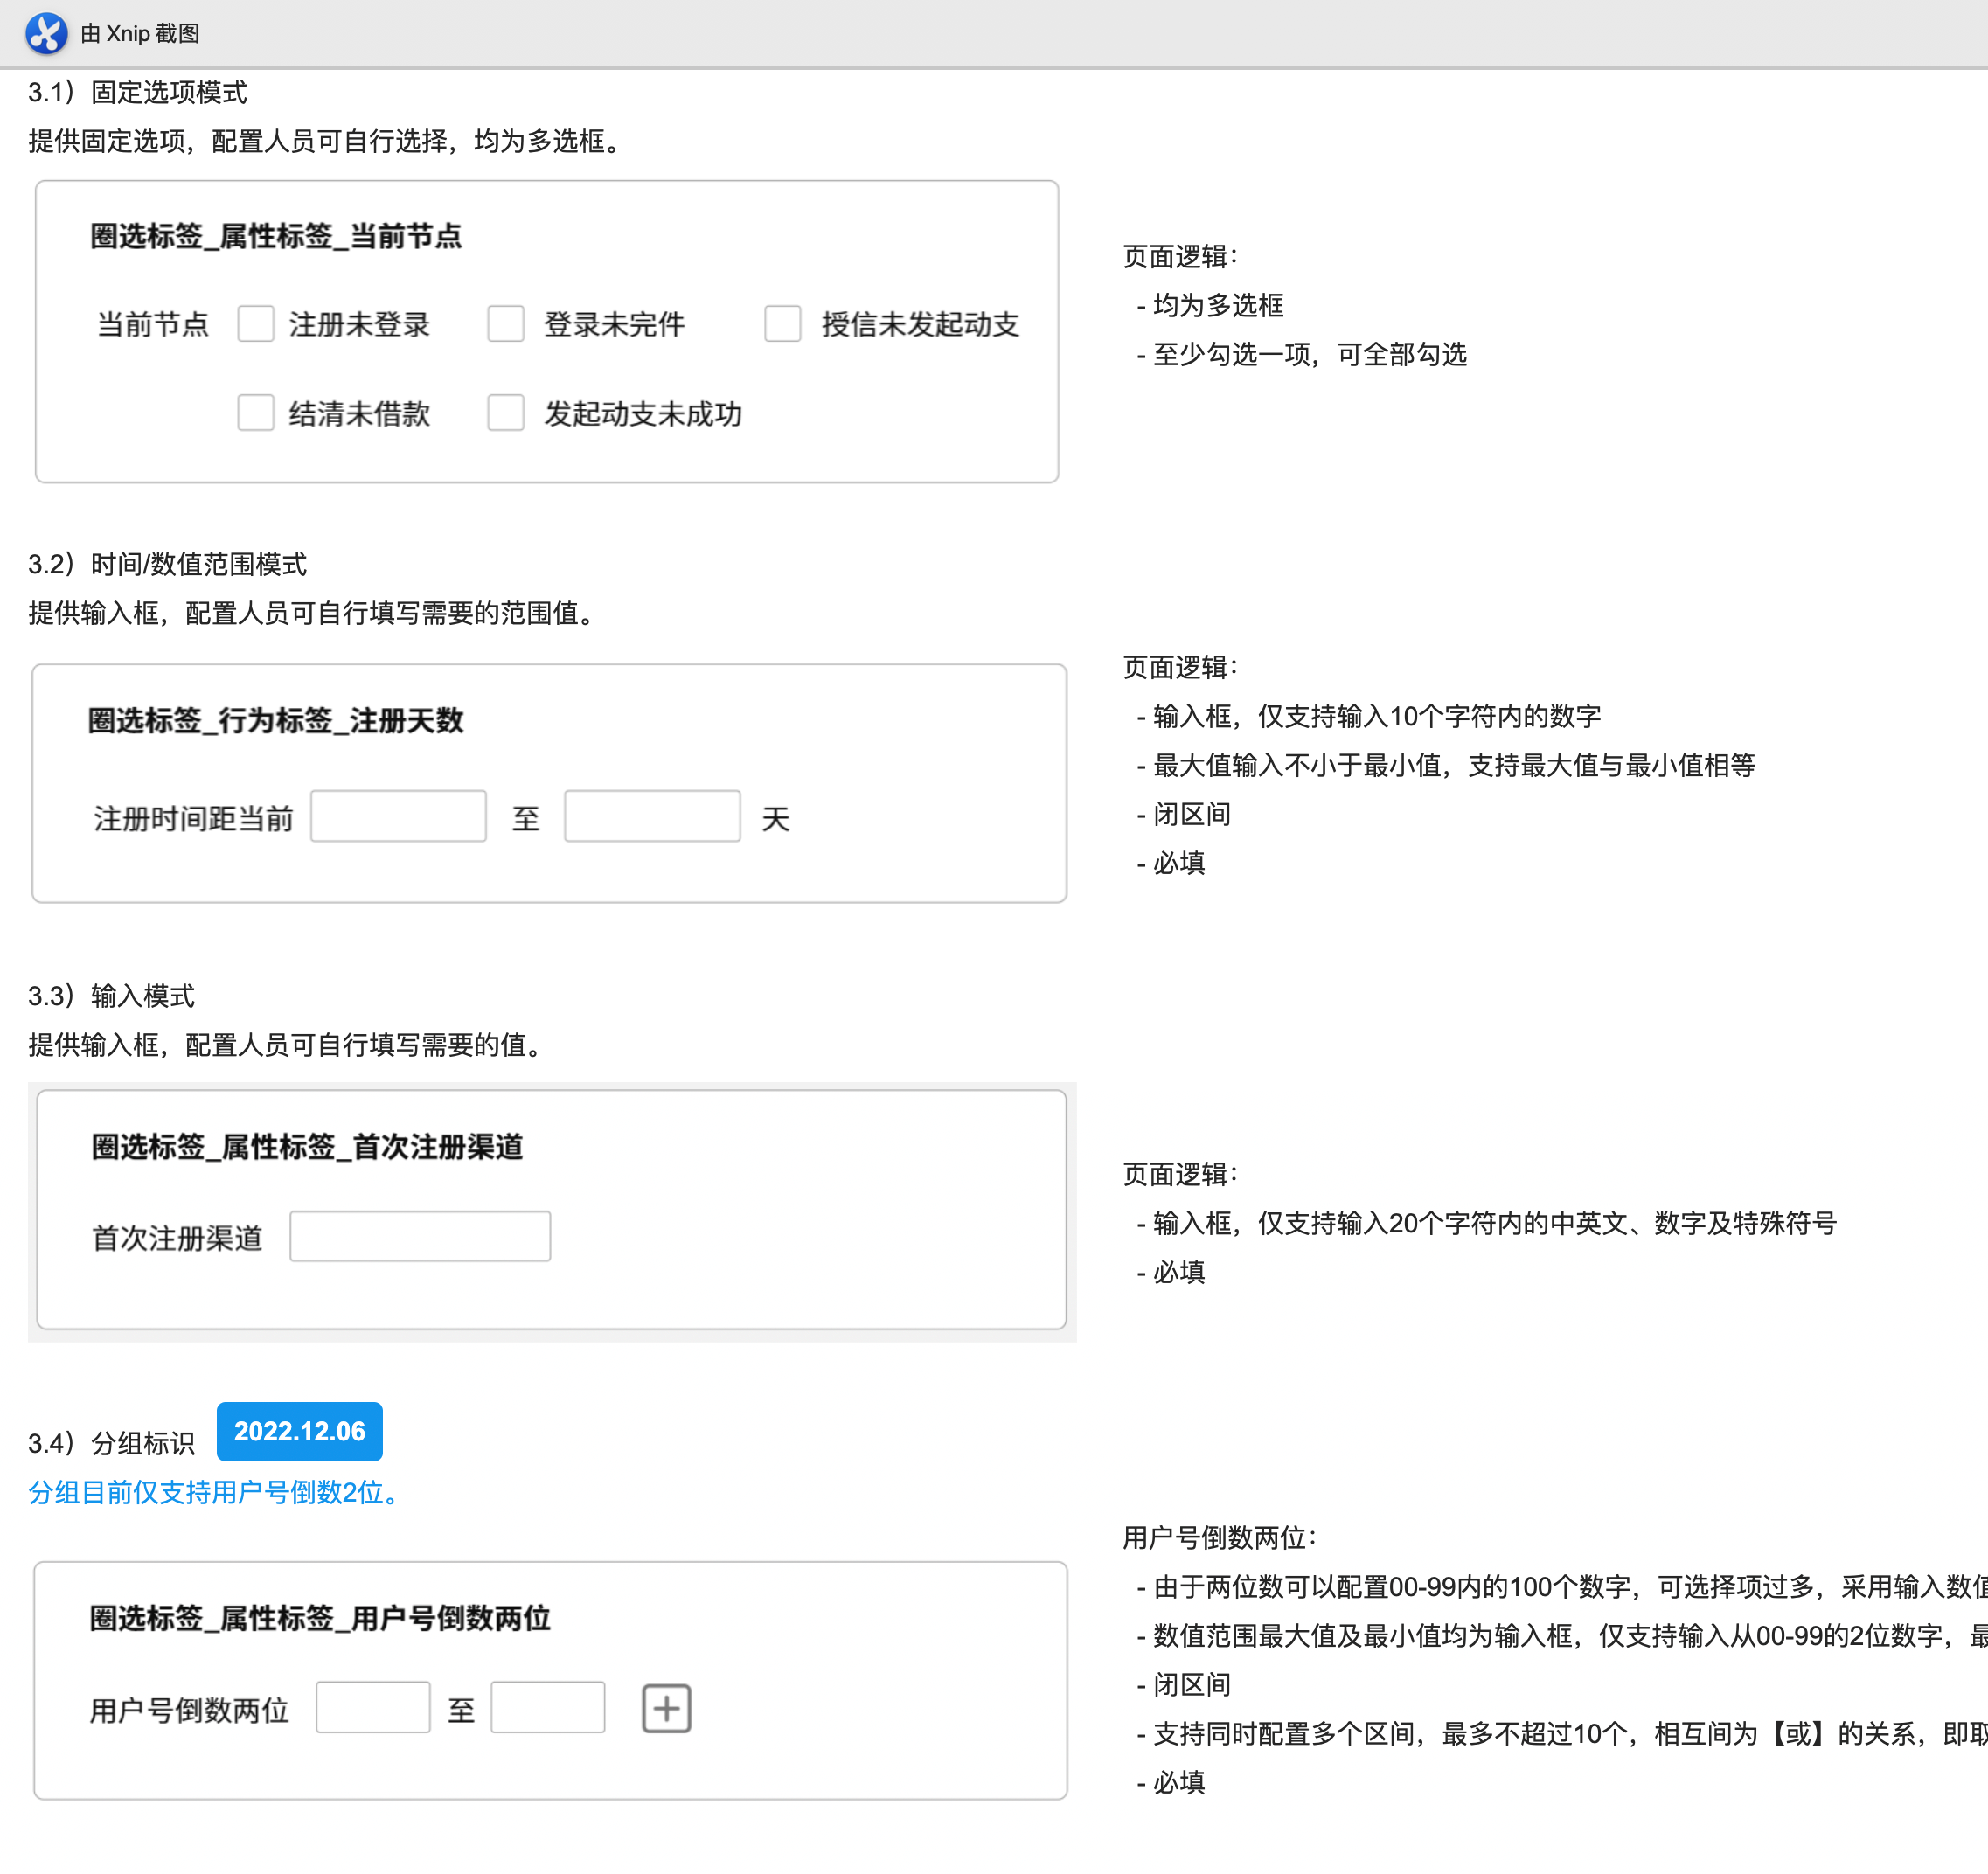 由 Xnip 截图
3.1）固定选项模式
提供固定选项，配置人员可自行选择，均为多选框。
圈选标签_属性标签_当前节点
当前节点 注册未登录 登录未完件 授信未发起动支
结清未借款 发起动支未成功
页面逻辑：
- 均为多选框
- 至少勾选一项，可全部勾选
3.2）时间/数值范围模式
提供输入框，配置人员可自行填写需要的范围值。
圈选标签_行为标签_注册天数
注册时间距当前 至 天
页面逻辑：
- 输入框，仅支持输入10个字符内的数字
- 最大值输入不小于最小值，支持最大值与最小值相等
- 闭区间
- 必填
3.3）输入模式
提供输入框，配置人员可自行填写需要的值。
圈选标签_属性标签_首次注册渠道
首次注册渠道
页面逻辑：
- 输入框，仅支持输入20个字符内的中英文、数字及特殊符号
- 必填
3.4）分组标识 2022.12.06
分组目前仅支持用户号倒数2位。
圈选标签_属性标签_用户号倒数两位
用户号倒数两位 至
用户号倒数两位：
- 由于两位数可以配置00-99内的100个数字，可选择项过多，采用输入数值
- 数值范围最大值及最小值均为输入框，仅支持输入从00-99的2位数字，最
- 闭区间
- 支持同时配置多个区间，最多不超过10个，相互间为【或】的关系，即取
- 必填